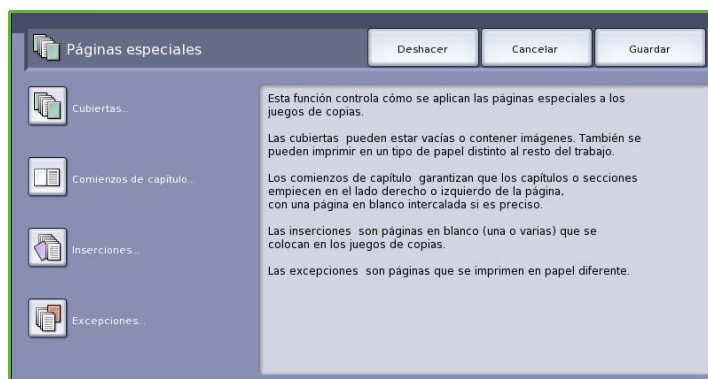 Páginas especiales
Deshacer
Cancelar
Guardar
Cubiertas...
Comienzos de capítulo...
Inserciones...
Excepciones...
Esta función controla cómo se aplican las páginas especiales a los
juegos de copias.
Las cubiertas pueden estar vacías o contener imágenes. También se
pueden imprimir en un tipo de papel distinto al resto del trabajo.
Los comienzos de capítulo garantizan que los capítulos o secciones
empiecen en el lado derecho o izquierdo de la página,
con una página en blanco intercalada si es preciso.
Las inserciones son páginas en blanco (una o varias) que se
colocan en los juegos de copias.
Las excepciones son páginas que se imprimen en papel diferente.